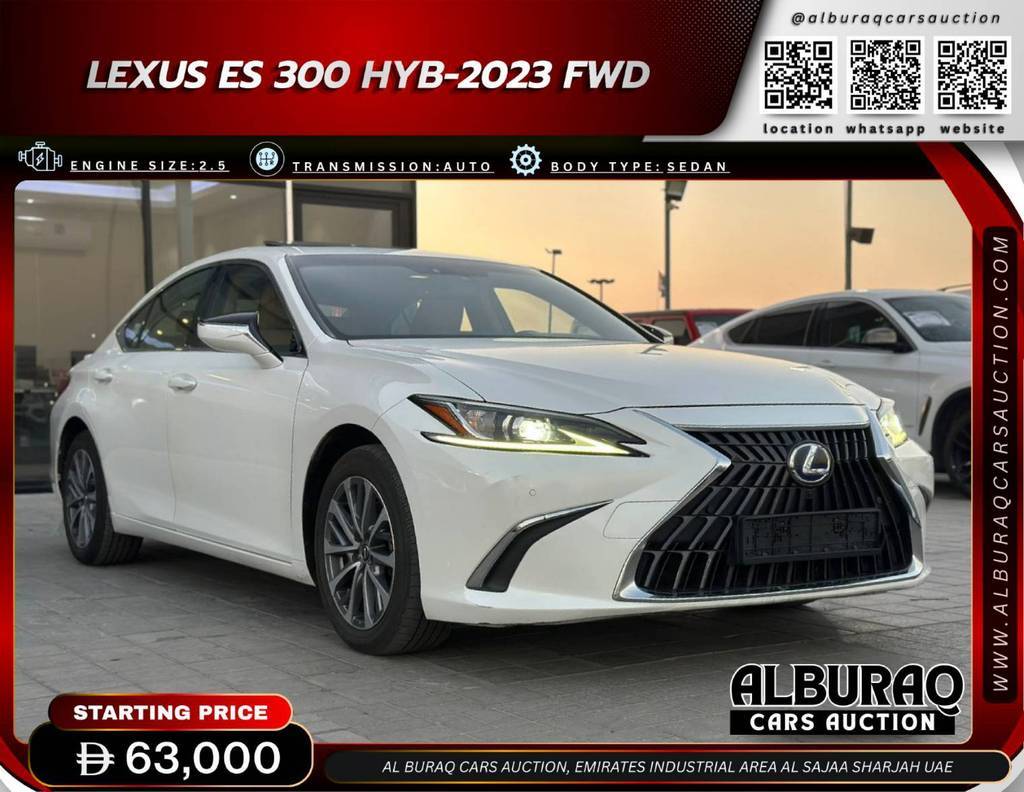 @alburaqcarsauction
LEXUS ES 300 HYB-2023 FWD
location whatsapp website
ENGINE SIZE:2.5 TRANSMISSION:AUTO BODY TYPE: SEDAN
WWW.ALBURAQCARSAUCTION.COM
ALBURAQ
CARS AUCTION
STARTING PRICE
63,000
AL BURAQ CARS AUCTION, EMIRATES INDUSTRIAL AREA AL SAJAA SHARJAH UAE